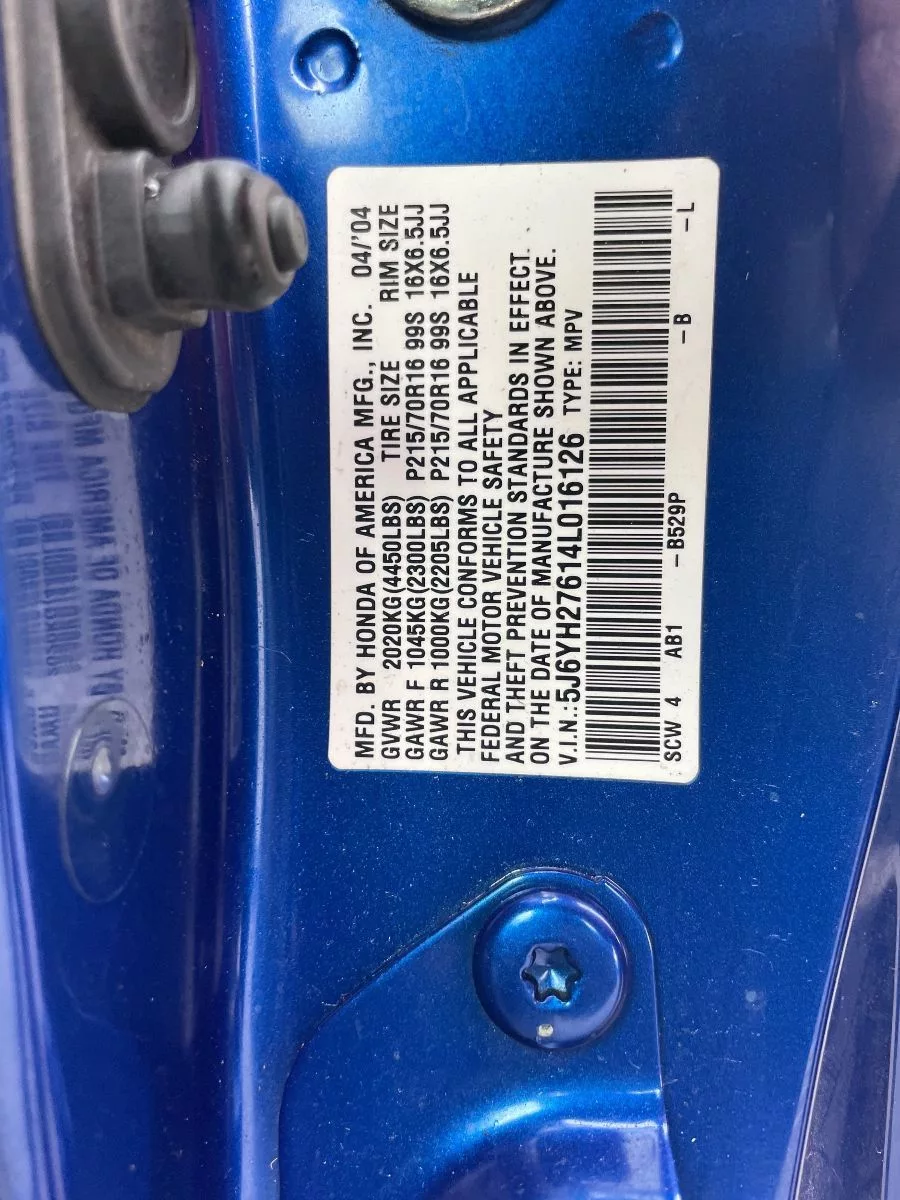 MFD. BY HONDA OF AMERICA MFG., INC. 04/'04
GVWR 2020KG(4450LBS) TIRE SIZE RIM SIZE
GAWR F 1045KG(2300LBS) P215/70R16 99S 16X6.5JJ
GAWR R 1000KG(2205LBS) P215/70R16 99S 16X6.5JJ
THIS VEHICLE CONFORMS TO ALL APPLICABLE
FEDERAL MOTOR VEHICLE SAFETY
AND THEFT PREVENTION STANDARDS IN EFFECT
ON THE DATE OF MANUFACTURE SHOWN ABOVE.
V.I.N.:5J6YH27614L016126 TYPE: MPV
SCW 4 AB1 –B529P –B –L